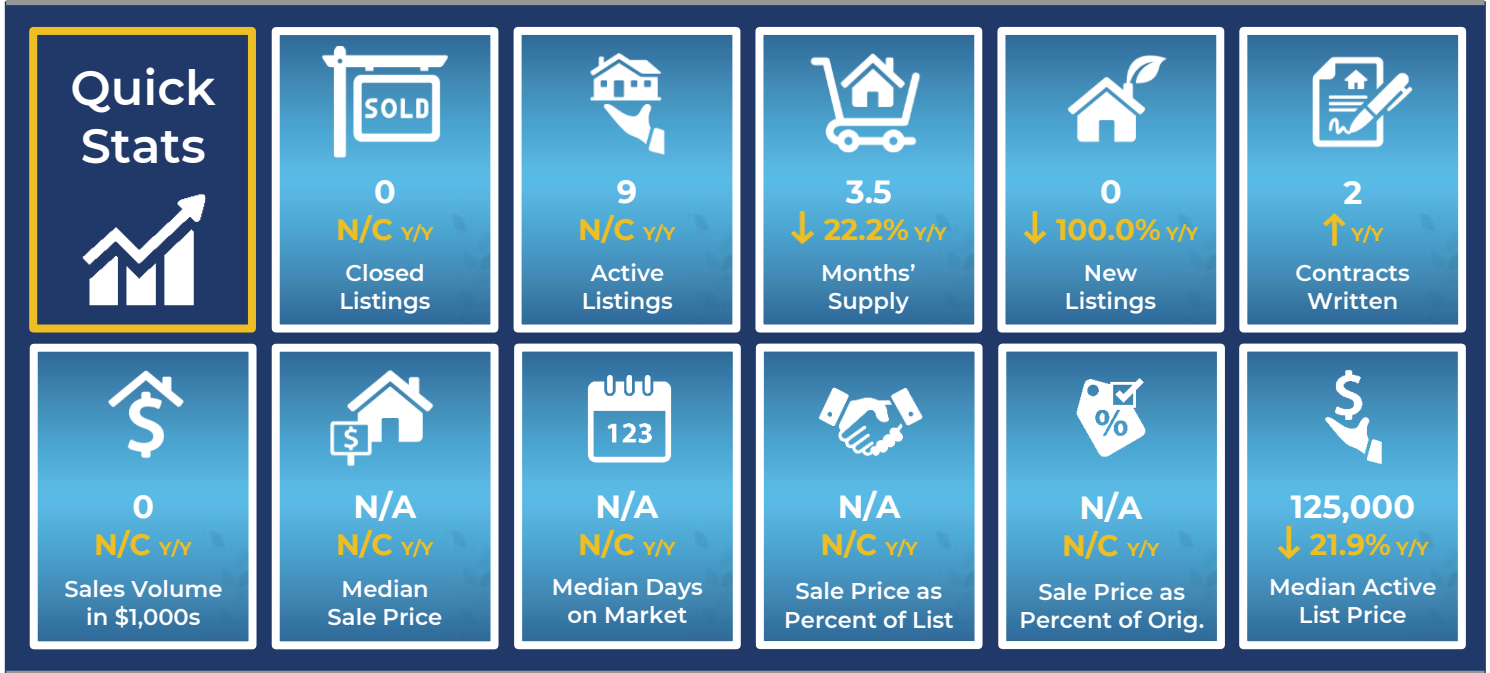 Quick
Stats
SOLD
0
N/C Y/Y
Closed
Listings
9
N/C Y/Y
Active
Listings
3.5
↓ 22.2% Y/Y
Months’
Supply
0
↓ 100.0% Y/Y
New
Listings
2
↑ Y/Y
Contracts
Written
$
0
N/C Y/Y
Sales Volume
in $1,000s
$
N/A
N/C Y/Y
Median
Sale Price
123
N/A
N/C Y/Y
Median Days
on Market
N/A
N/C Y/Y
Sale Price as
Percent of List
%
N/A
N/C Y/Y
Sale Price as
Percent of Orig.
$
125,000
↓ 21.9% Y/Y
Median Active
List Price